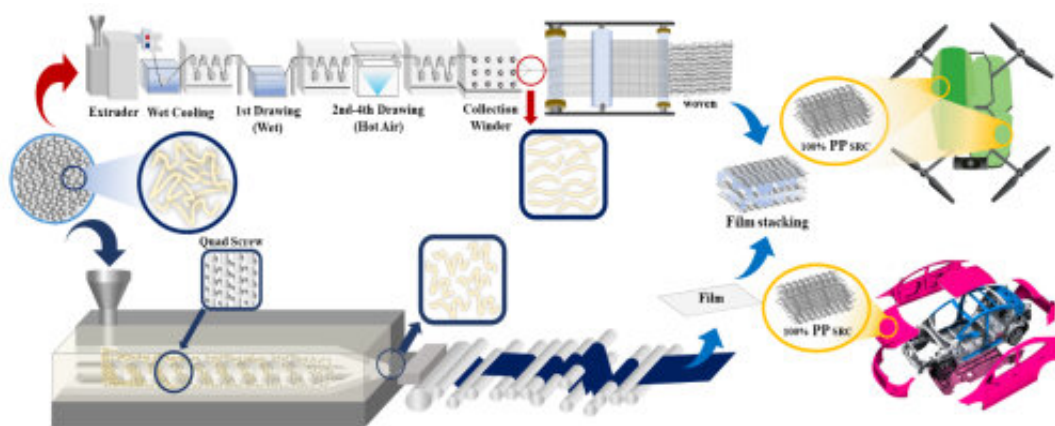 Extruder
Wet Cooling
1st Drawing
(Wet)
2nd-4th Drawing
(Hot Air)
Collection
Winder
woven
100% PP SRC
Film stacking
Quad Screw
Film
100% PP SRC